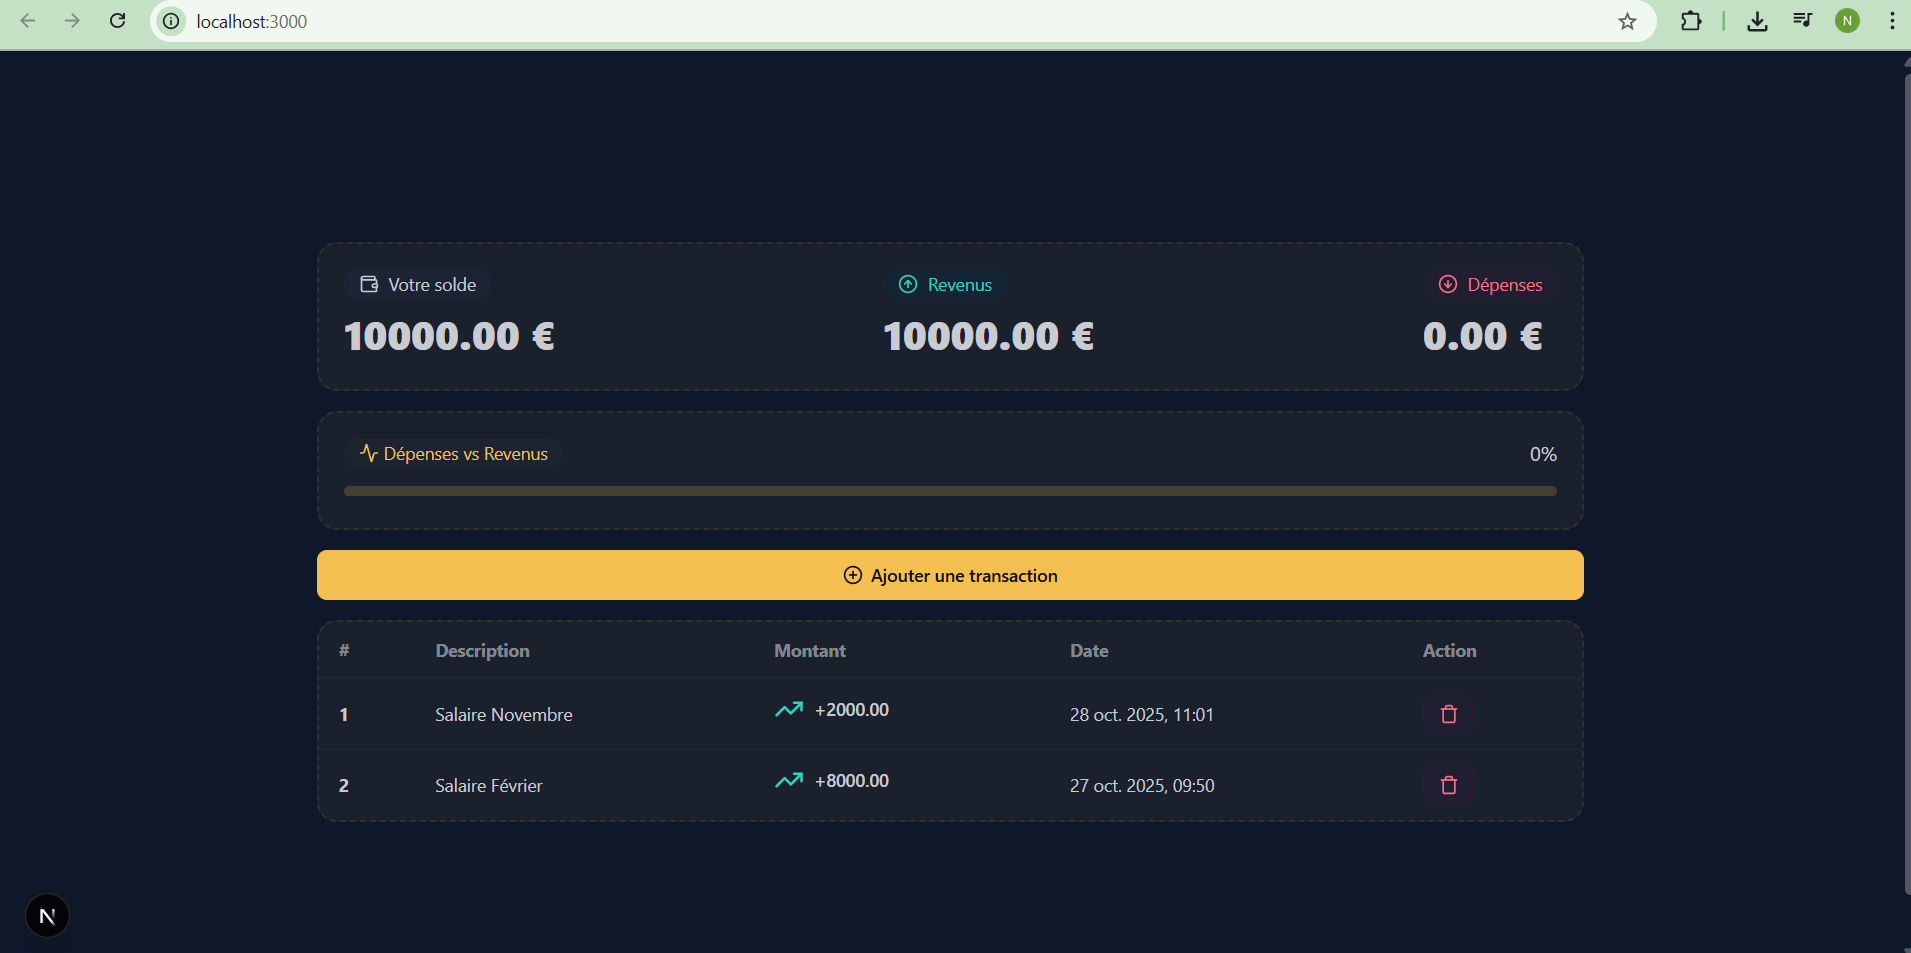 localhost:3000
N
Votre solde
Revenus
Dépenses
10000.00 €
10000.00 €
0.00 €
Dépenses vs Revenus
0%
Ajouter une transaction
# Description Montant Date Action
1 Salaire Novembre +2000.00 28 oct. 2025, 11:01
2 Salaire Février +8000.00 27 oct. 2025, 09:50
N